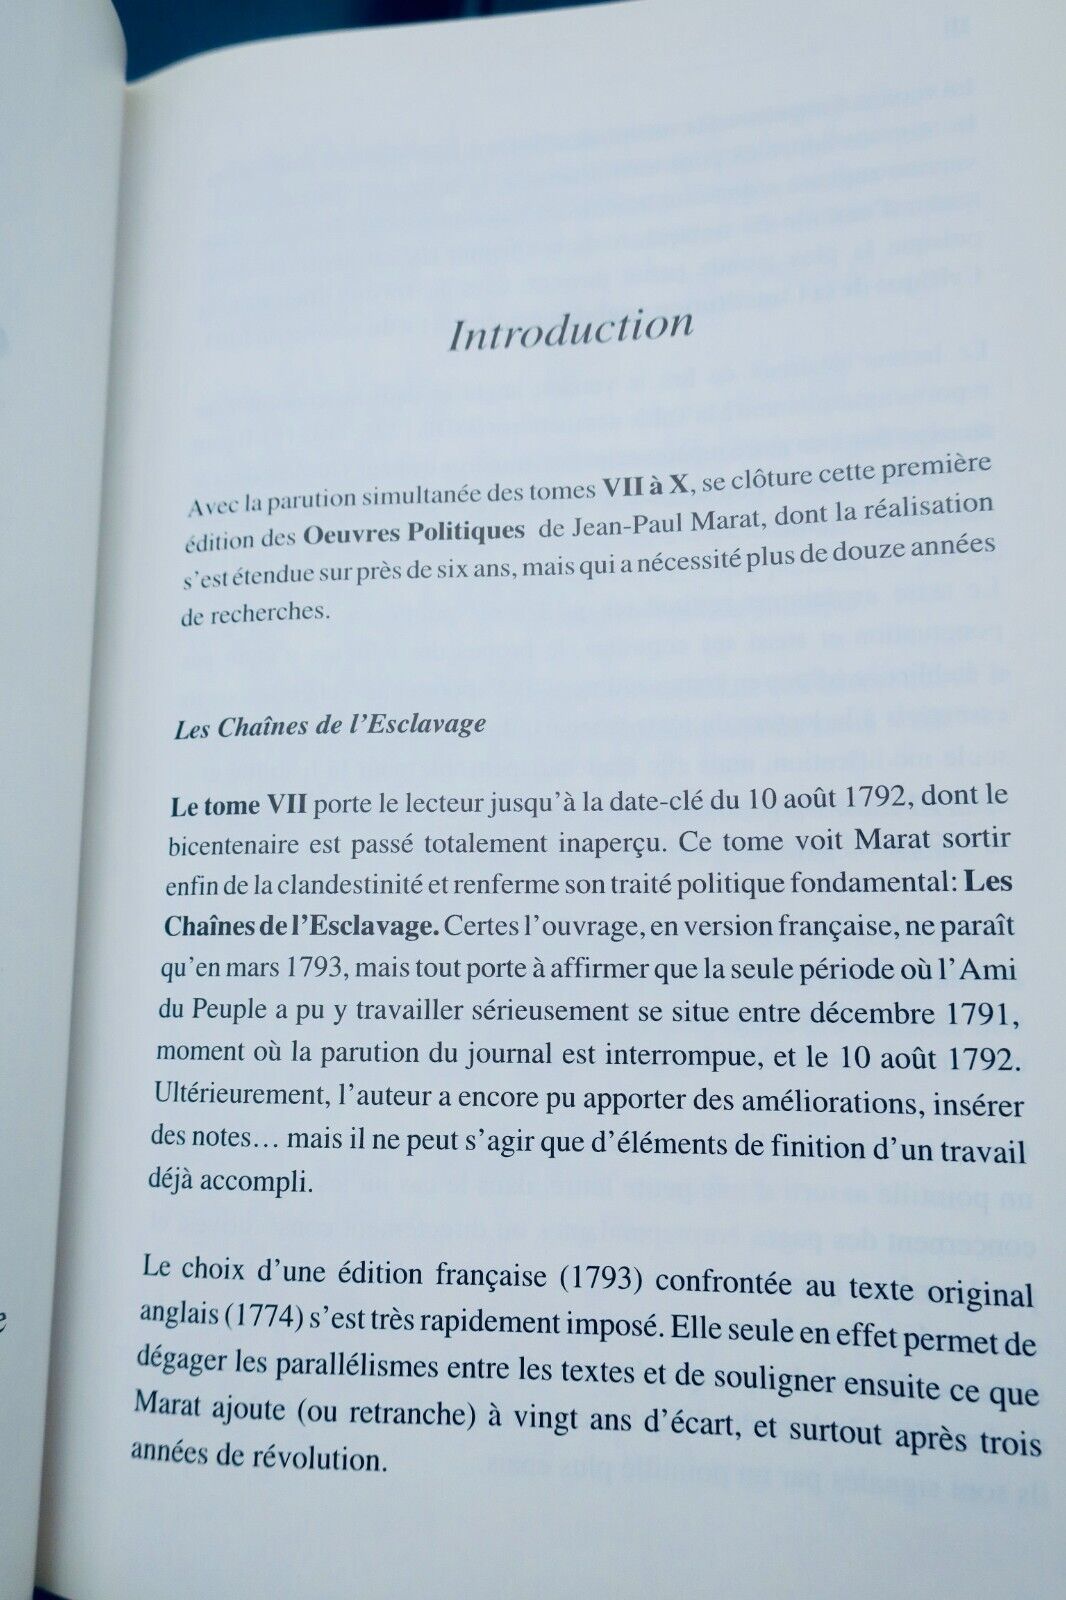 Introduction
Avec la parution simultanée des tomes VII à X, se clôture cette première
édition des Oeuvres Politiques de Jean-Paul Marat, dont la réalisation
s'est étendue sur près de six ans, mais qui a nécessité plus de douze années
de recherches.
Les Chaînes de l'Esclavage
Le tome VII porte le lecteur jusqu'à la date-clé du 10 août 1792, dont le
bicentenaire est passé totalement inaperçu. Ce tome voit Marat sortir
enfin de la clandestinité et renferme son traité politique fondamental: Les
Chaînes de l'Esclavage. Certes l'ouvrage, en version française, ne paraît
qu'en mars 1793, mais tout porte à affirmer que la seule période où l'Ami
du Peuple a pu y travailler sérieusement se situe entre décembre 1791,
moment où la parution du journal est interrompue, et le 10 août 1792.
Ultérieurement, l'auteur a encore pu apporter des améliorations, insérer
des notes... mais il ne peut s'agir que d'éléments de finition d'un travail
déjà accompli.
Le choix d'une édition française (1793) confrontée au texte original
anglais (1774) s'est très rapidement imposé. Elle seule en effet permet de
dégager les parallélismes entre les textes et de souligner ensuite ce que
Marat ajoute (ou retranche) à vingt ans d'écart, et surtout après trois
années de révolution.